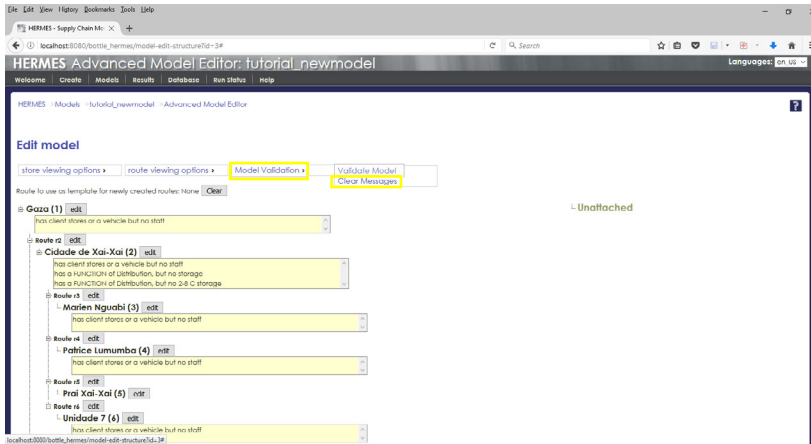 File Edit View History Bookmarks Tools Help
HERMES - Supply Chain Mo × +
localhost:8080/bottle_hermes/model-edit-structure?id=3#
Search
HERMES Advanced Model Editor: tutorial_newmodel
Languages: en_US
Welcome Create Models Results Database Run Status Help
HERMES >Models >tutorial_newmodel >Advanced Model Editor
?
Edit model
store viewing options › route viewing options › Model Validation › Validate Model
Clear Messages
Route to use as template for newly created routes: None Clear
Gaza (1) edit
Unattached
has client stores or a vehicle but no staff
Route r2 edit
Cidade de Xai-Xai (2) edit
has client stores or a vehicle but no staff
has a FUNCTION of Distribution, but no storage
has a FUNCTION of Distribution, but no 2-8 C storage
Route r3 edit
Marien Nguabi (3) edit
has client stores or a vehicle but no staff
Route r4 edit
Patrice Lumumba (4) edit
has client stores or a vehicle but no staff
Route r5 edit
Prai Xai-Xai (5) edit
Route r6 edit
Unidade 7 (6) edit
has client stores or a vehicle but no staff
localhost:8080/bottle_hermes/model-edit-structure?id=3#